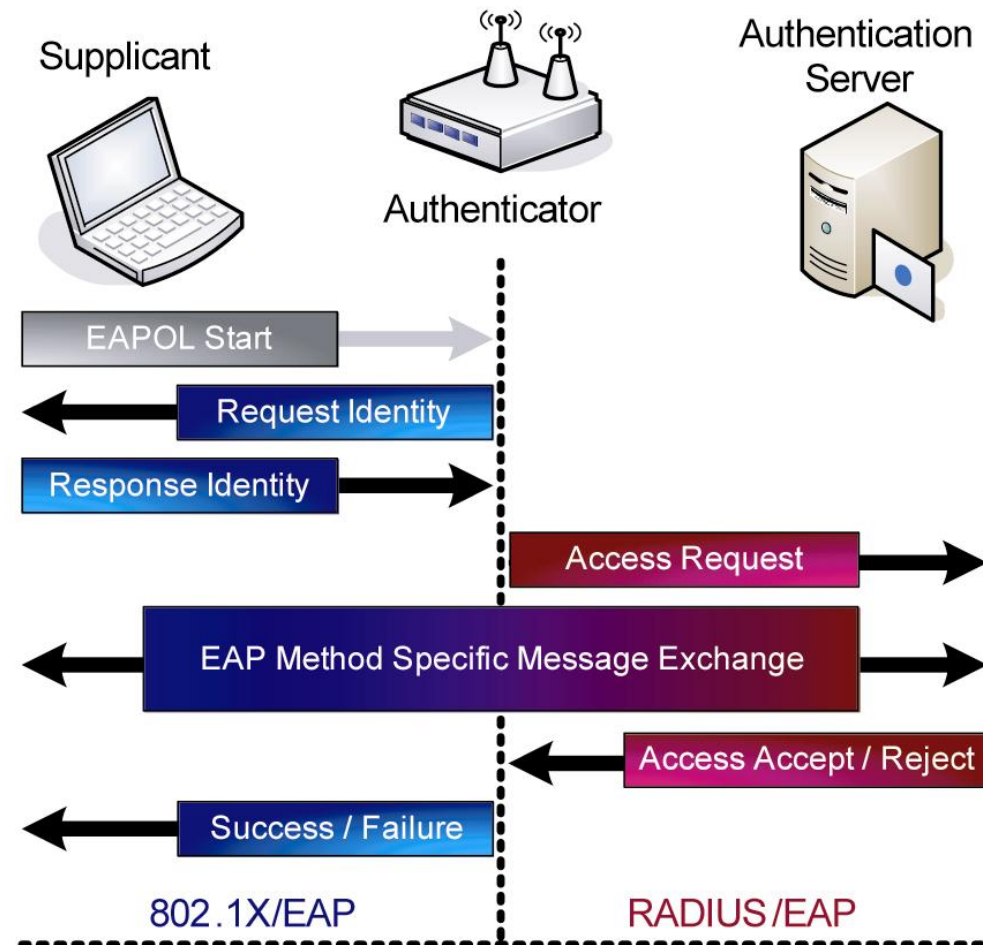 Supplicant
Authenticator
Authentication
Server
EAPOL Start
Request Identity
Response Identity
Access Request
EAP Method Specific Message Exchange
Access Accept / Reject
Success / Failure
802.1X/EAP
RADIUS/EAP